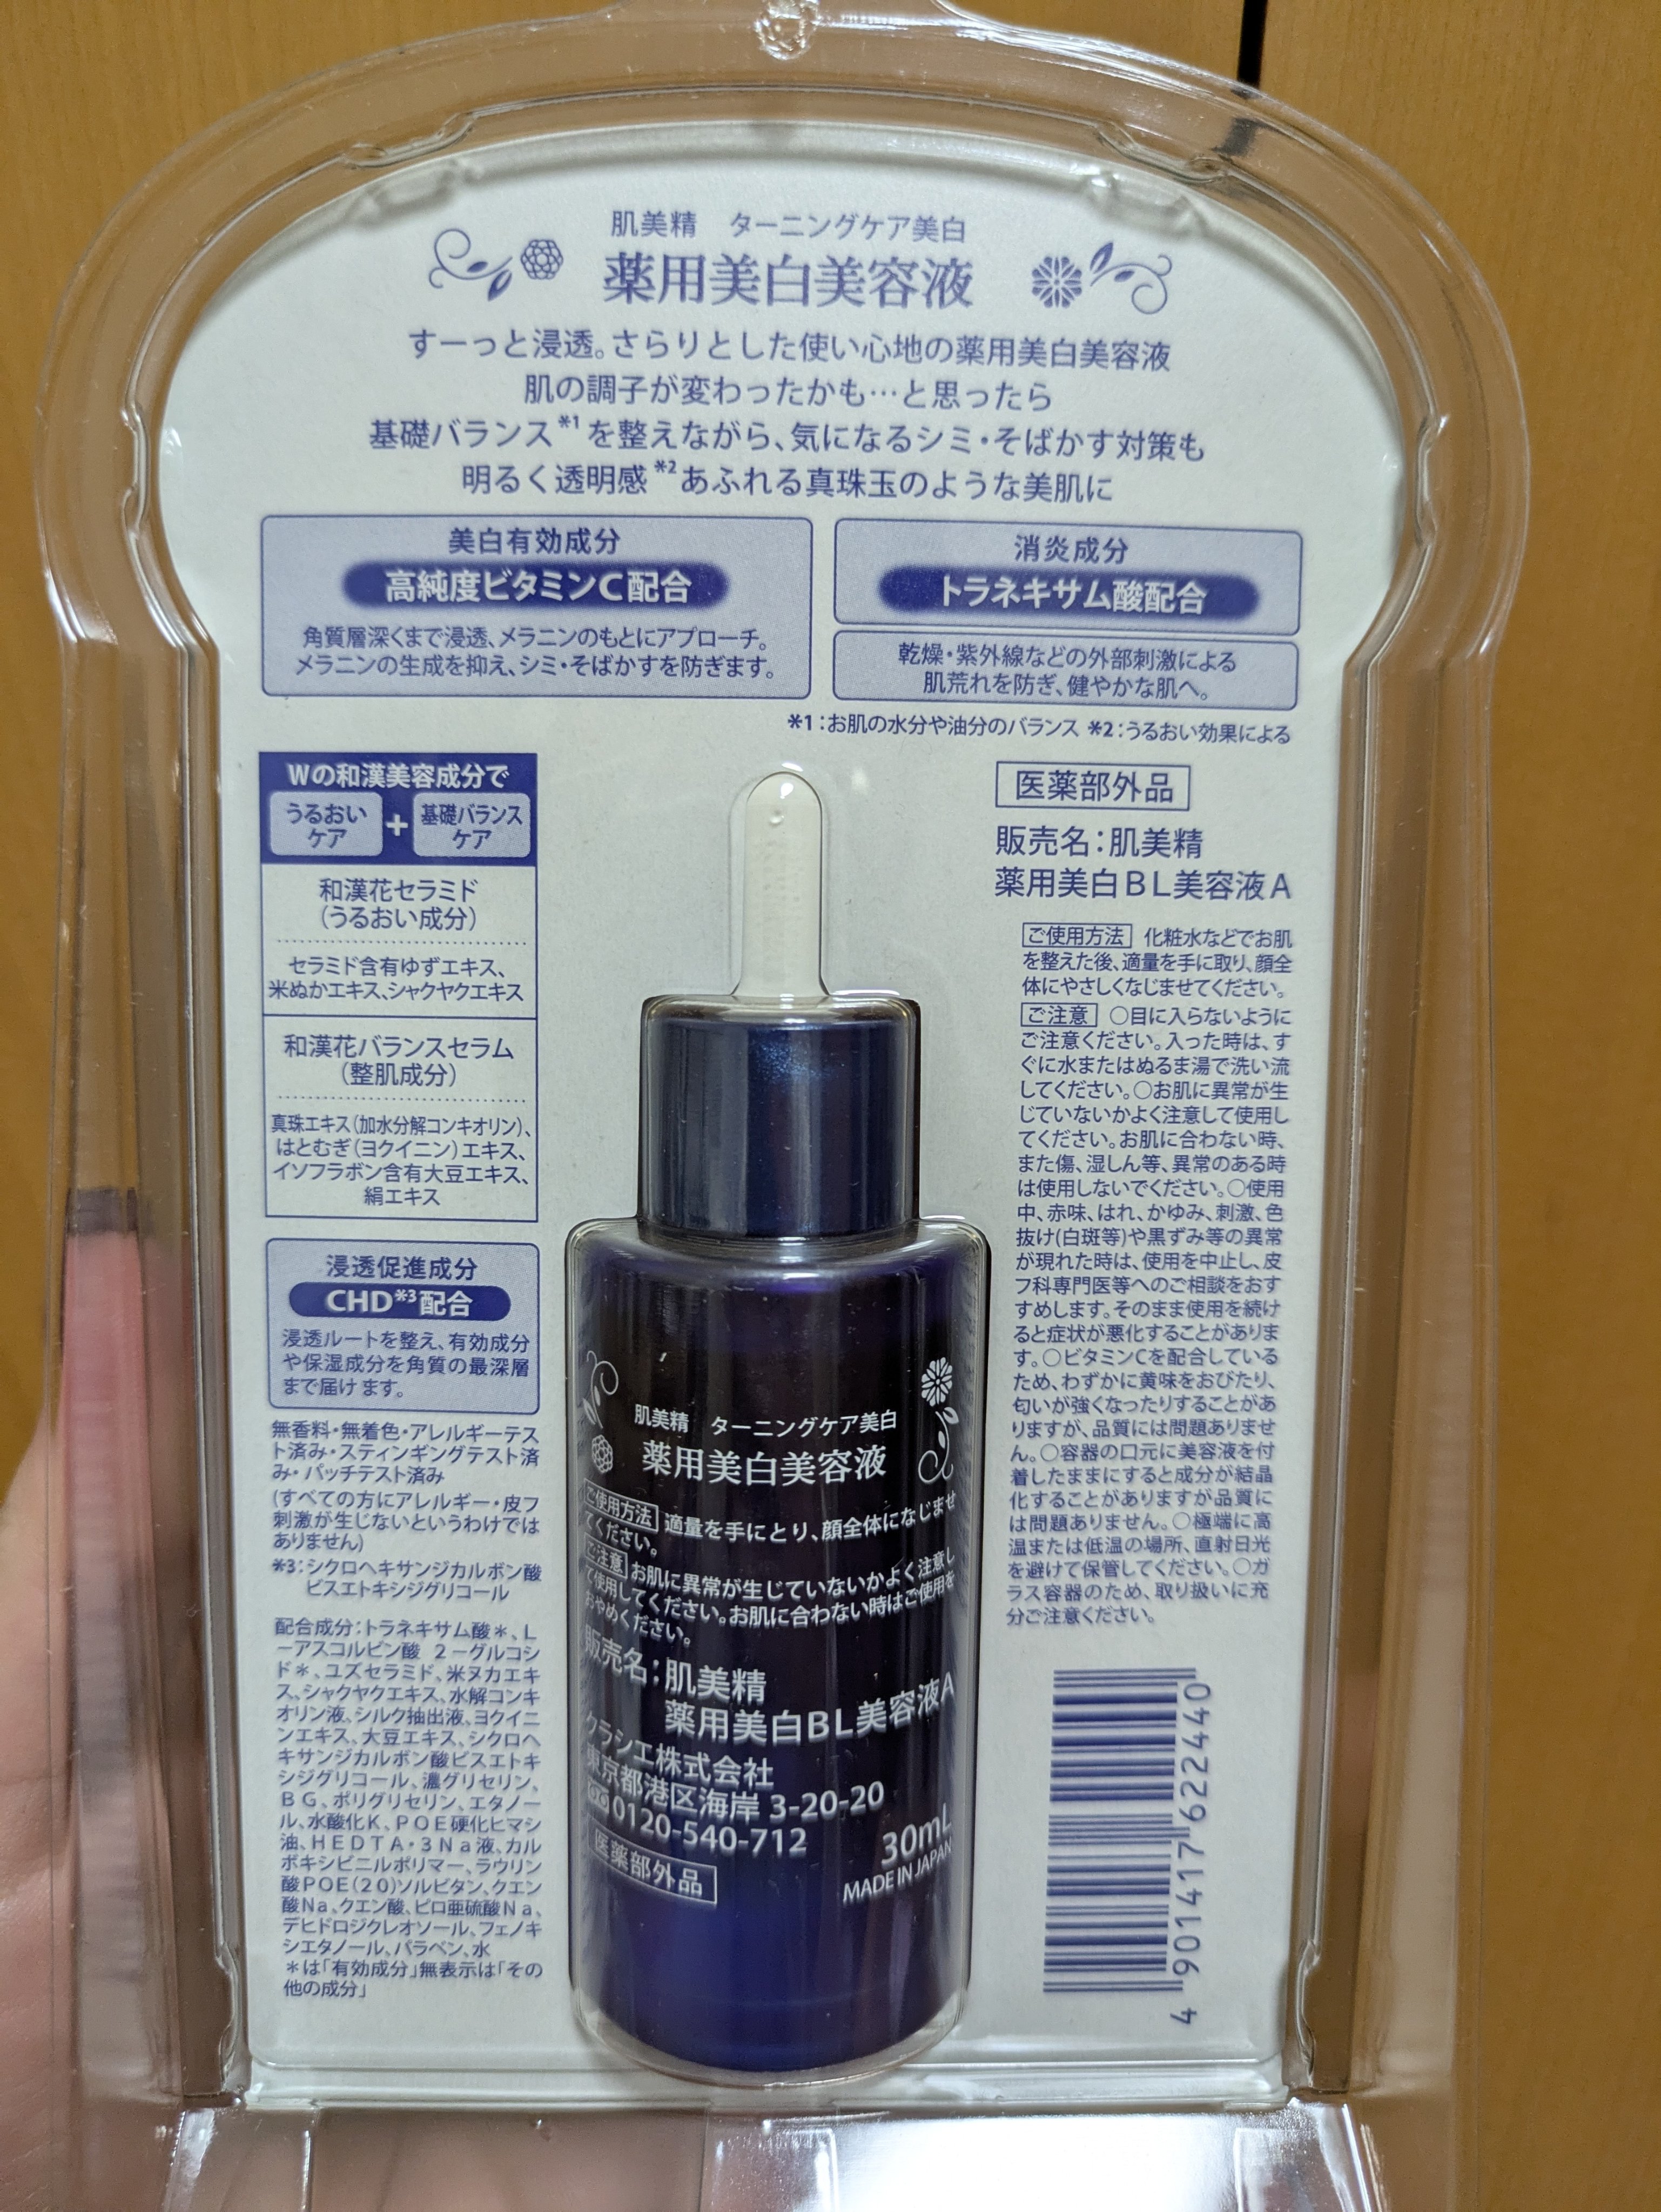 肌美精　ターニングケア美白
薬用美白美容液
すーっと浸透。さらりとした使い心地の薬用美白美容液
肌の調子が変わったかも…と思ったら
基礎バランス*1を整えながら、気になるシミ・そばかす対策も
明るく透明感*2あふれる真珠玉のような美肌に
美白有効成分
高純度ビタミンC配合
角質層深くまで浸透、メラニンのもとにアプローチ。
メラニンの生成を抑え、シミ・そばかすを防ぎます。
消炎成分
トラネキサム酸配合
乾燥・紫外線などの外部刺激による
肌荒れを防ぎ、健やかな肌へ。
*1：お肌の水分や油分のバランス *2：うるおい効果による
Wの和漢美容成分で
うるおい
ケア
+
基礎バランス
ケア
和漢花セラミド
（うるおい成分）
セラミド含有ゆずエキス、
米ぬかエキス、シャクヤクエキス
和漢花バランスセラム
（整肌成分）
真珠エキス（加水分解コンキオリン）、
はとむぎ（ヨクイニン）エキス、
イソフラボン含有大豆エキス、
絹エキス
浸透促進成分
CHD*3配合
浸透ルートを整え、有効成分
や保湿成分を角質の最深層
まで届けます。
無香料・無着色・アレルギーテス
ト済み・スティンギングテスト済
み・パッチテスト済み
(すべての方にアレルギー・皮フ
刺激が生じないというわけでは
ありません)
*3：シクロヘキサンジカルボン酸
ビスエトキシジグリコール
配合成分：トラネキサム酸＊、L
－アスコルビン酸 2－グルコシ
ド＊、ユズセラミド、米ヌカエキ
ス、シャクヤクエキス、水解コンキ
オリン液、シルク抽出液、ヨクイニ
ンエキス、大豆エキス、シクロヘ
キサンジカルボン酸ビスエトキ
シジグリコール、濃グリセリン、
BG、ポリグリセリン、エタノー
ル、水酸化K、POE硬化ヒマシ
油、HEDTA・3Na液、カル
ボキシビニルポリマー、ラウリン
酸POE(20)ソルビタン、クエン
酸Na、クエン酸、ピロ亜硫酸Na、
デヒドロジクレオソール、フェノキ
シエタノール、パラベン、水
＊は「有効成分」無表示は「その
他の成分」
医薬部外品
販売名：肌美精
薬用美白BL美容液A
ご使用方法 化粧水などでお肌
を整えた後、適量を手に取り、顔全
体にやさしくなじませてください。
ご注意 ○目に入らないように
ご注意ください。入った時は、す
ぐに水またはぬるま湯で洗い流
してください。○お肌に異常が生
じていないかよく注意して使用し
てください。お肌に合わない時、
また傷、湿しん等、異常のある時
は使用しないでください。○使用
中、赤味、はれ、かゆみ、刺激、色
抜け(白斑等)や黒ずみ等の異常
が現れた時は、使用を中止し、皮
フ科専門医等へのご相談をおす
すめします。そのまま使用を続け
ると症状が悪化することがありま
す。○ビタミンCを配合している
ため、わずかに黄味をおびたり、
匂いが強くなったりすることがあ
りますが、品質には問題ありませ
ん。○容器の口元に美容液を付
着したままにすると成分が結晶
化することがありますが品質に
は問題ありません。○極端に高
温または低温の場所、直射日光
を避けて保管してください。○ガ
ラス容器のため、取り扱いに充
分ご注意ください。
4 901417 622440
肌美精　ターニングケア美白
薬用美白美容液
ご使用方法 適量を手にとり、顔全体になじませ
てください。
ご注意 お肌に異常が生じていないかよく注意し
て使用してください。お肌に合わない時はご使用を
おやめください。
販売名：肌美精
薬用美白BL美容液A
クラシエ株式会社
東京都港区海岸 3-20-20
0120-540-712
医薬部外品
30mL
MADE IN JAPAN